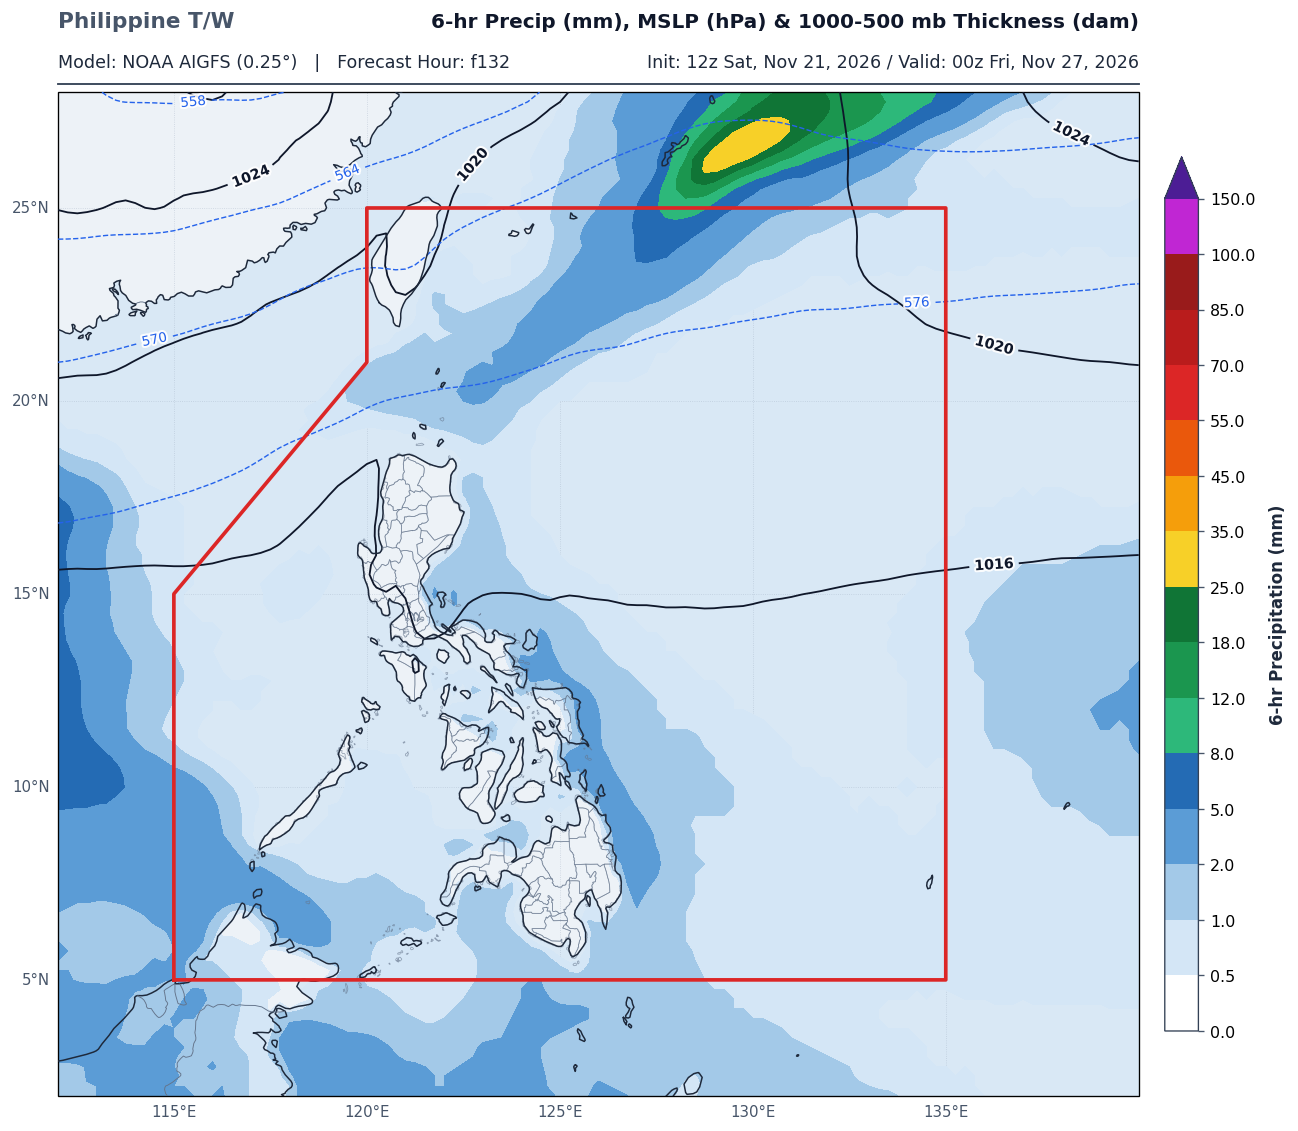 Philippine T/W
6-hr Precip (mm), MSLP (hPa) & 1000-500 mb Thickness (dam)
Model: NOAA AIGFS (0.25°) | Forecast Hour: f132
Init: 12z Sat, Nov 21, 2026 / Valid: 00z Fri, Nov 27, 2026
558
1024
564
1020
1024
570
576
1020
1016
25°N
20°N
15°N
10°N
5°N
115°E
120°E
125°E
130°E
135°E
150.0
100.0
85.0
70.0
55.0
45.0
35.0
25.0
18.0
12.0
8.0
5.0
2.0
1.0
0.5
0.0
6-hr Precipitation (mm)